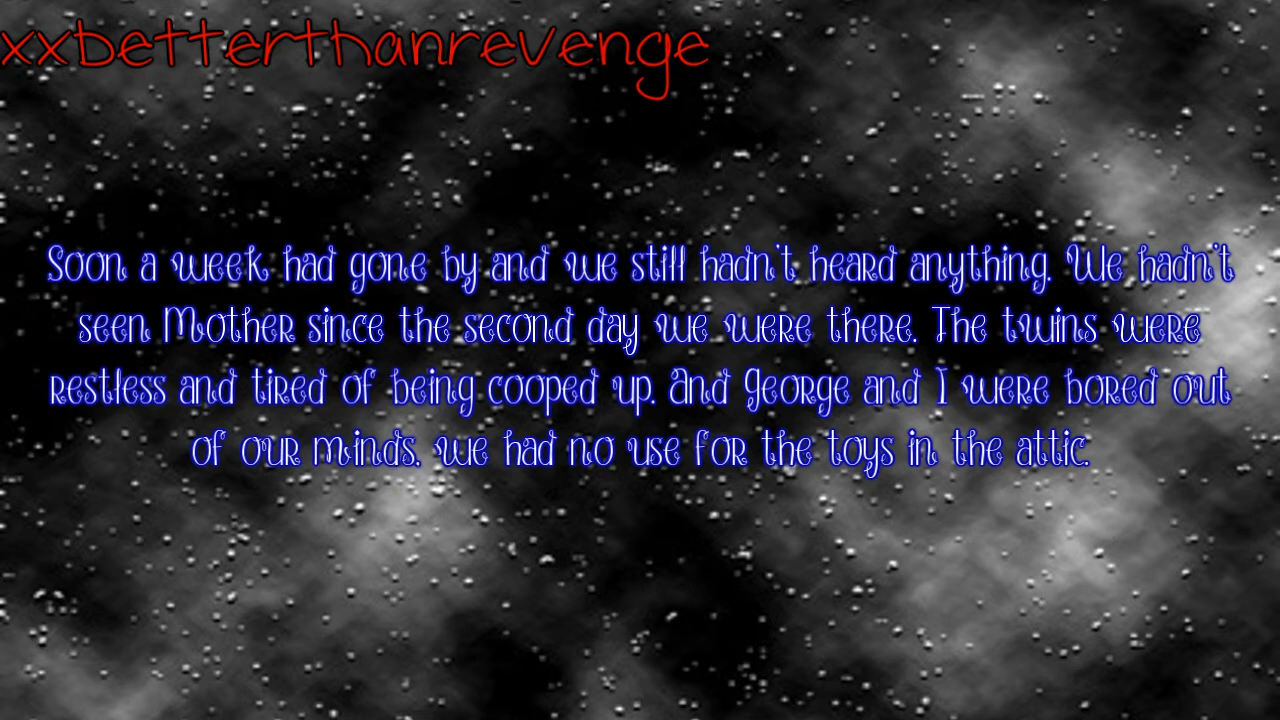 xxbetterthanrevenge
Soon a week had gone by and we still hadn't heard anything. We hadn't
seen Mother since the second day we were there. The twins were
restless and tired of being cooped up. And George and I were bored out
of our minds. we had no use for the toys in the attic.